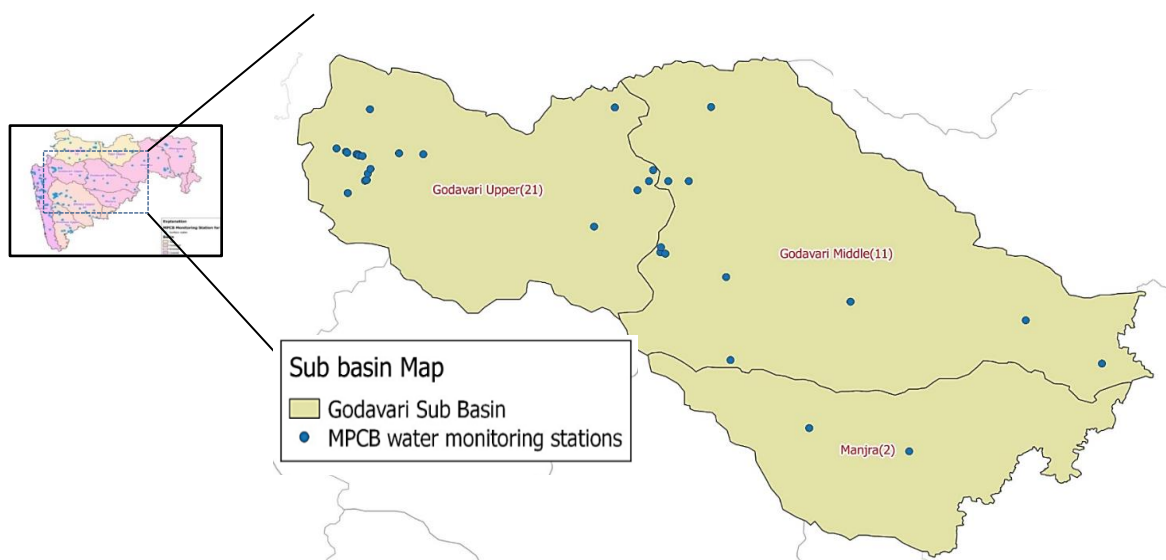 Godavari Upper(21)
Godavari Middle(11)
Manjra(2)
Sub basin Map
Godavari Sub Basin
MPCB water monitoring stations
Explanation
MPCB Monitoring Station for